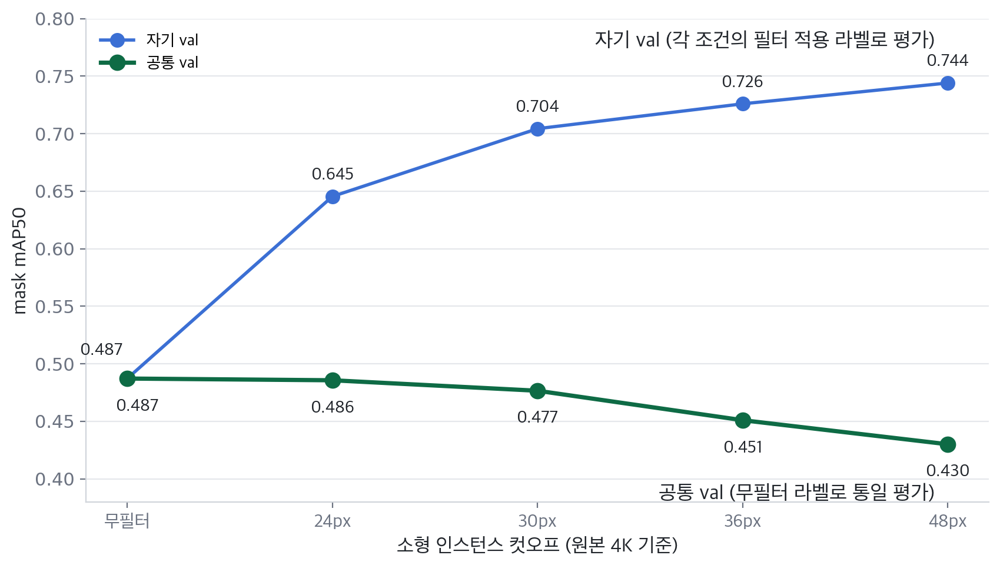 0.80
0.75
0.70
0.65
0.60
0.55
0.50
0.45
0.40
mask mAP50
자기 val
공통 val
자기 val (각 조건의 필터 적용 라벨로 평가)
0.744
0.726
0.704
0.645
0.487
0.487
0.486
0.477
0.451
0.430
공통 val (무필터 라벨로 통일 평가)
무필터
24px
30px
36px
48px
소형 인스턴스 컷오프 (원본 4K 기준)